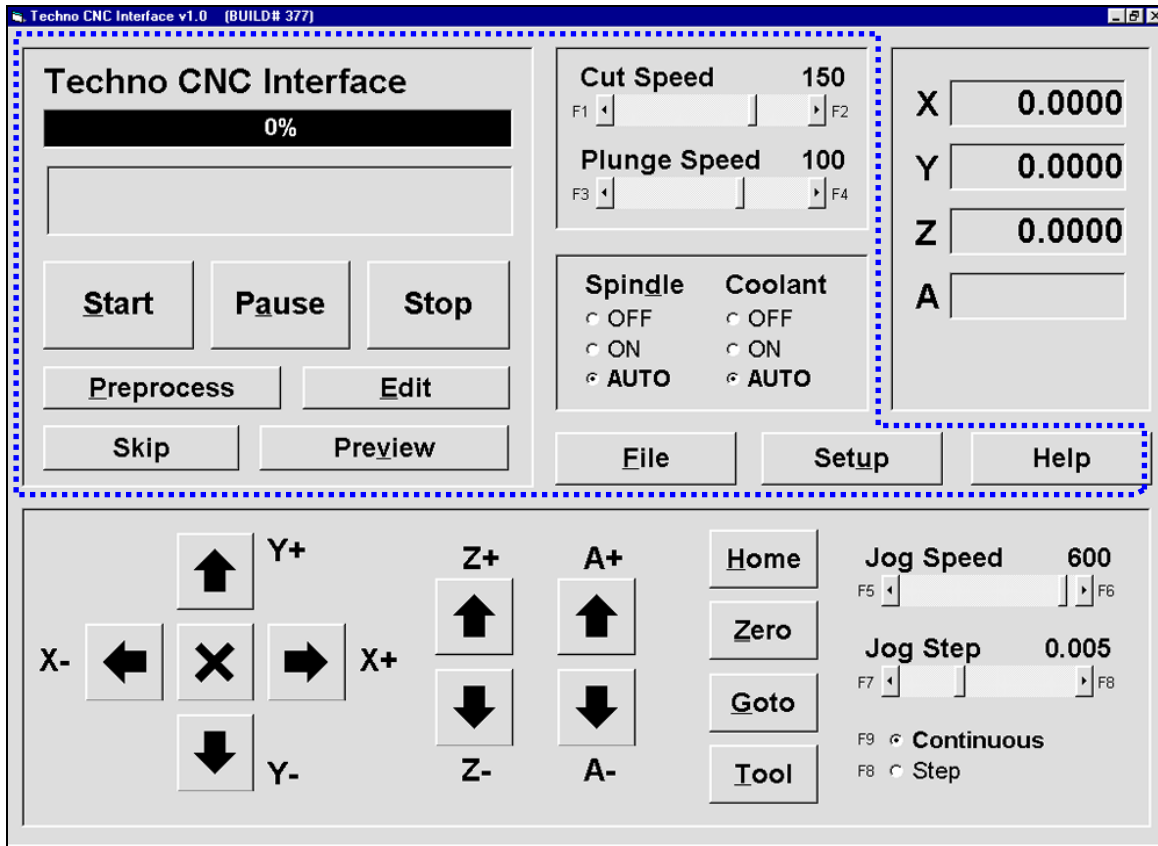 Techno CNC Interface v1.0 (BUILD# 377)
Techno CNC Interface
0%
Start Pause Stop
Preprocess Edit
Skip Preview
Cut Speed 150
F1 F2
Plunge Speed 100
F3 F4
Spindle Coolant
OFF OFF
ON ON
AUTO AUTO
X 0.0000
Y 0.0000
Z 0.0000
A
File Setup Help
Y+
X- X+
Y-
Z+ A+
Z- A-
Home
Zero
Goto
Tool
Jog Speed 600
F5 F6
Jog Step 0.005
F7 F8
F9 Continuous
F8 Step